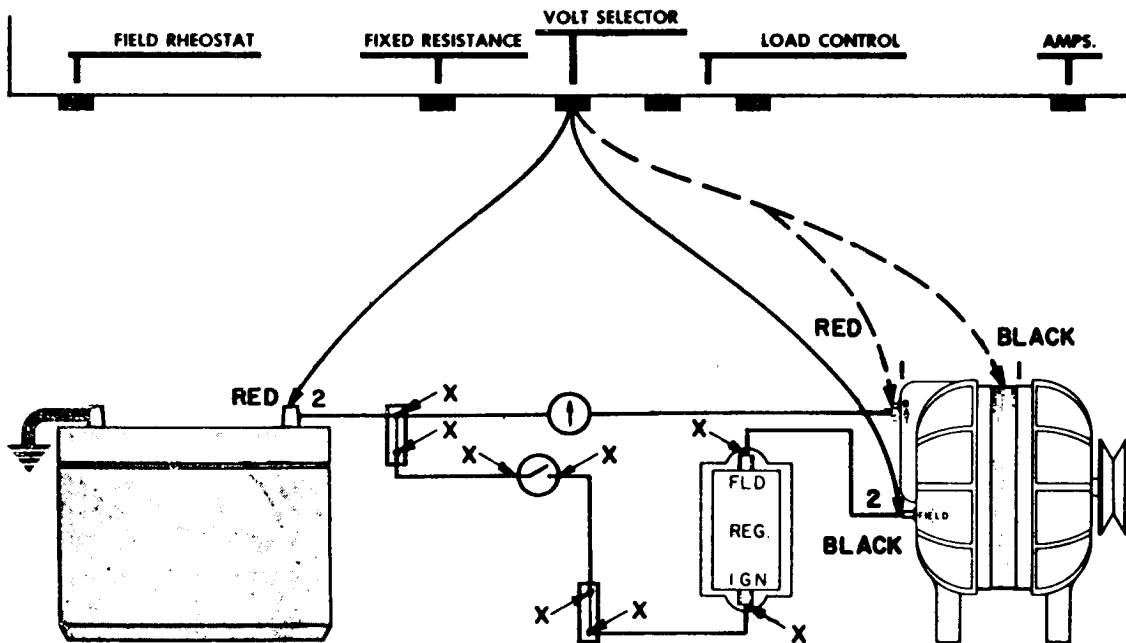 VOLT SELECTOR
FIELD RHEOSTAT
FIXED RESISTANCE
LOAD CONTROL
AMPS.
RED
BLACK
1
1
RED
2
X
X
X
X
X
FLD
2
FIELD
REG.
BLACK
IGN
X
X
X